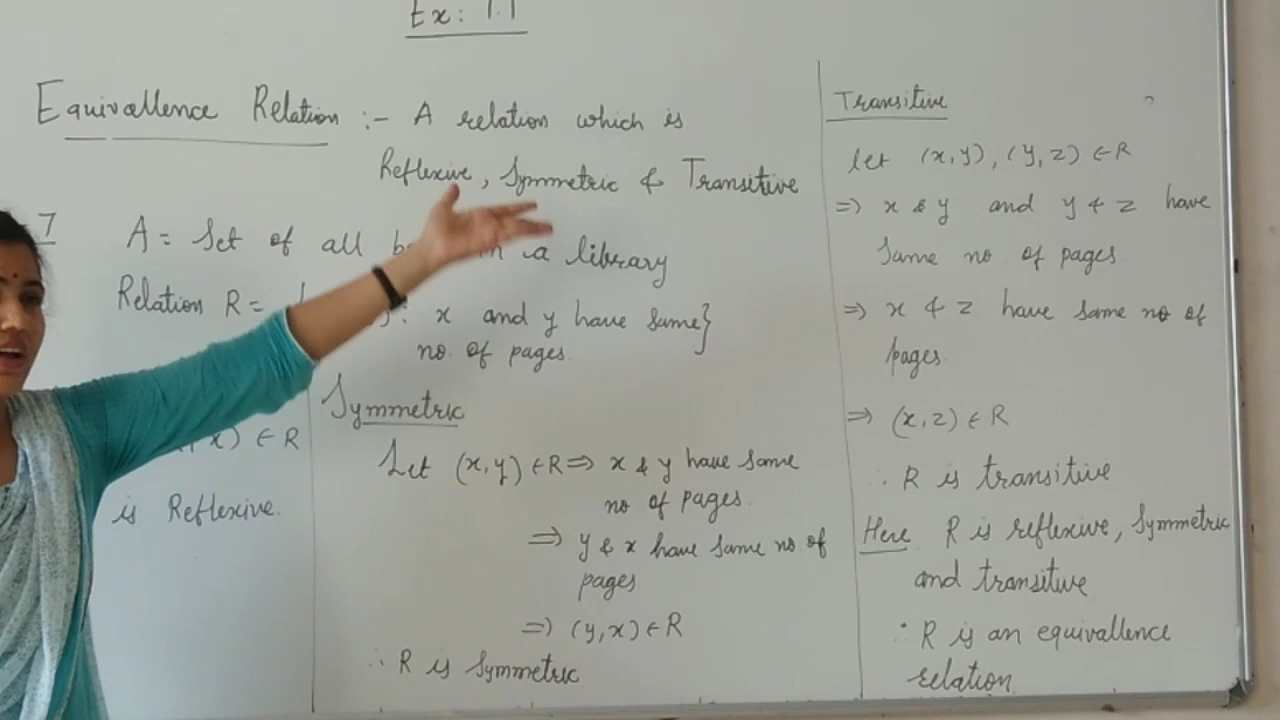 Ex: 1.1
Equivallence Relation :- A relation which is
Reflexive, Symmetric & Transitive
7 A = Set of all in a library
Relation R = : x and y have same}
no. of pages.
x) ∈ R
is Reflexive.
Symmetric
Let (x,y) ∈ R ⇒ x & y have same
no of pages.
⇒ y & x have same no of
pages
⇒ (y,x) ∈ R
∴ R is Symmetric
Transitive
let (x,y), (y,z) ∈ R
⇒ x & y and y & z have
Same no of pages.
⇒ x & z have same no of
pages.
⇒ (x,z) ∈ R
∴ R is transitive
Here R is reflexive, Symmetric
and transitive
∴ R is an equivallence
relation.